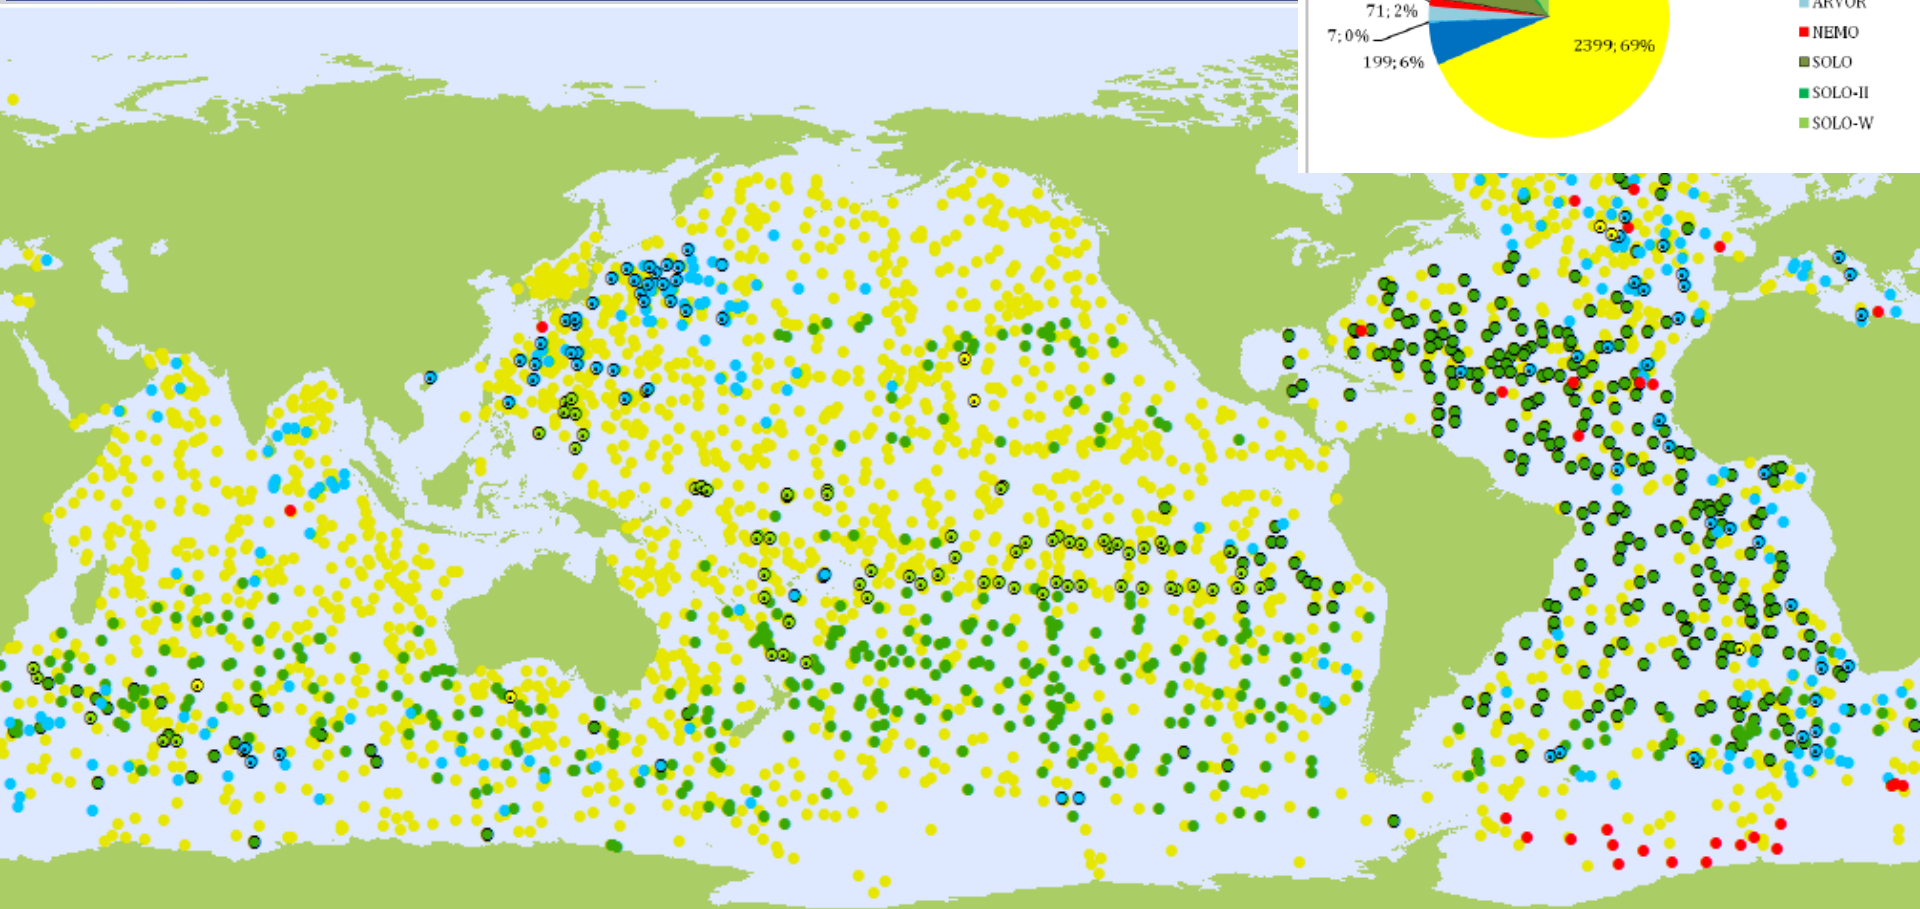 71; 2%
7; 0%
199; 6%
2399; 69%
ARVOR
NEMO
SOLO
SOLO-II
SOLO-W